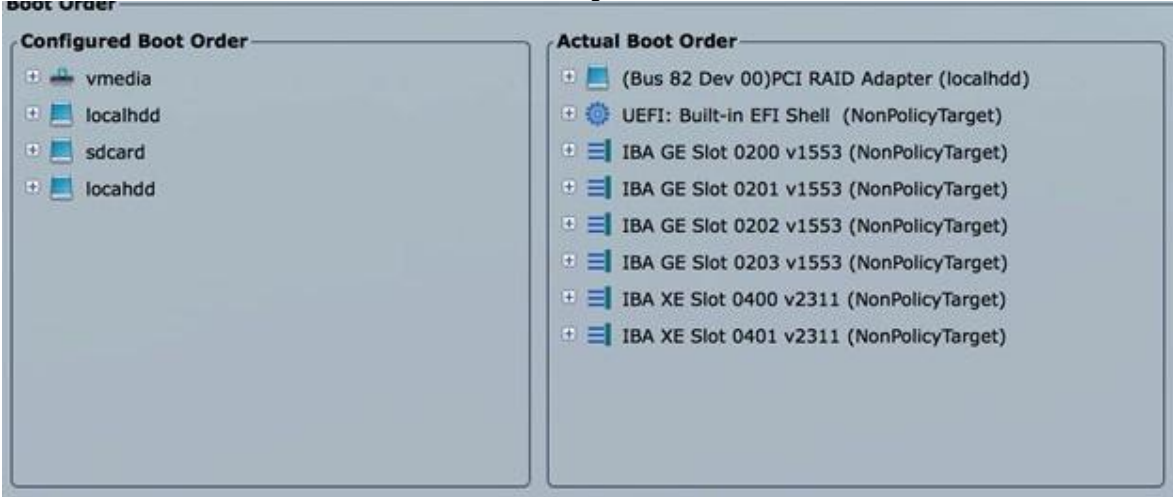 Boot Order
Configured Boot Order
vmedia
localhdd
sdcard
locahdd
Actual Boot Order
(Bus 82 Dev 00)PCI RAID Adapter (localhdd)
UEFI: Built-in EFI Shell (NonPolicyTarget)
IBA GE Slot 0200 v1553 (NonPolicyTarget)
IBA GE Slot 0201 v1553 (NonPolicyTarget)
IBA GE Slot 0202 v1553 (NonPolicyTarget)
IBA GE Slot 0203 v1553 (NonPolicyTarget)
IBA XE Slot 0400 v2311 (NonPolicyTarget)
IBA XE Slot 0401 v2311 (NonPolicyTarget)